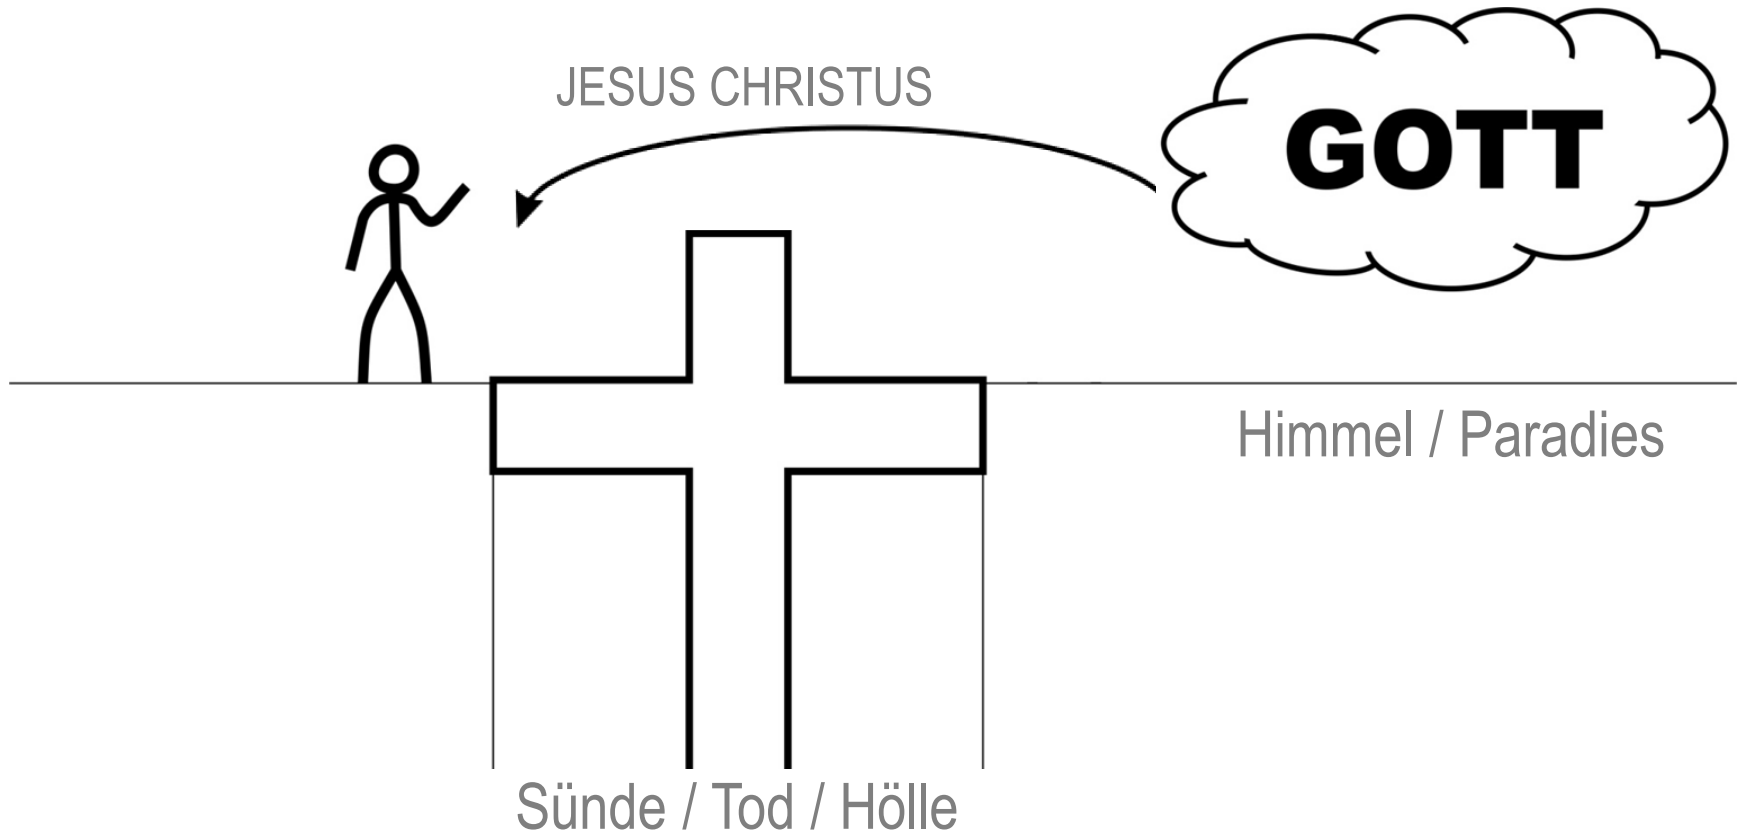 JESUS CHRISTUS
GOTT
Himmel / Paradies
Sünde / Tod / Hölle